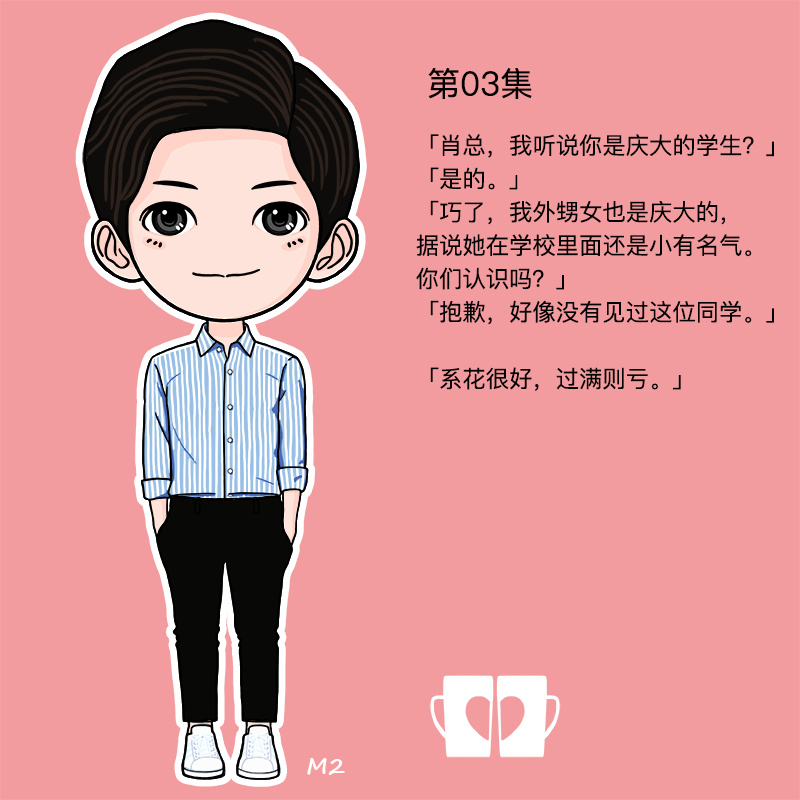 第03集
「肖总，我听说你是庆大的学生？」
「是的。」
「巧了，我外甥女也是庆大的，
据说她在学校里面还是小有名气。
你们认识吗？」
「抱歉，好像没有见过这位同学。」
「系花很好，过满则亏。」
M2